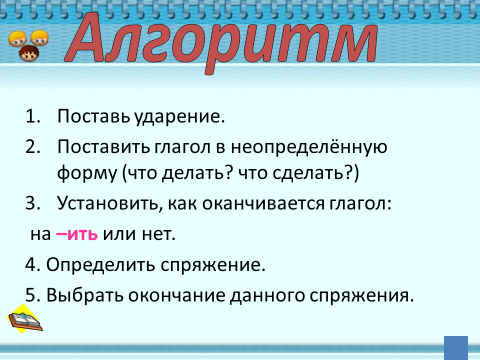 Алгоритм
1. Поставь ударение.
2. Поставить глагол в неопределённую
форму (что делать? что сделать?)
3. Установить, как оканчивается глагол:
на –ить или нет.
4. Определить спряжение.
5. Выбрать окончание данного спряжения.